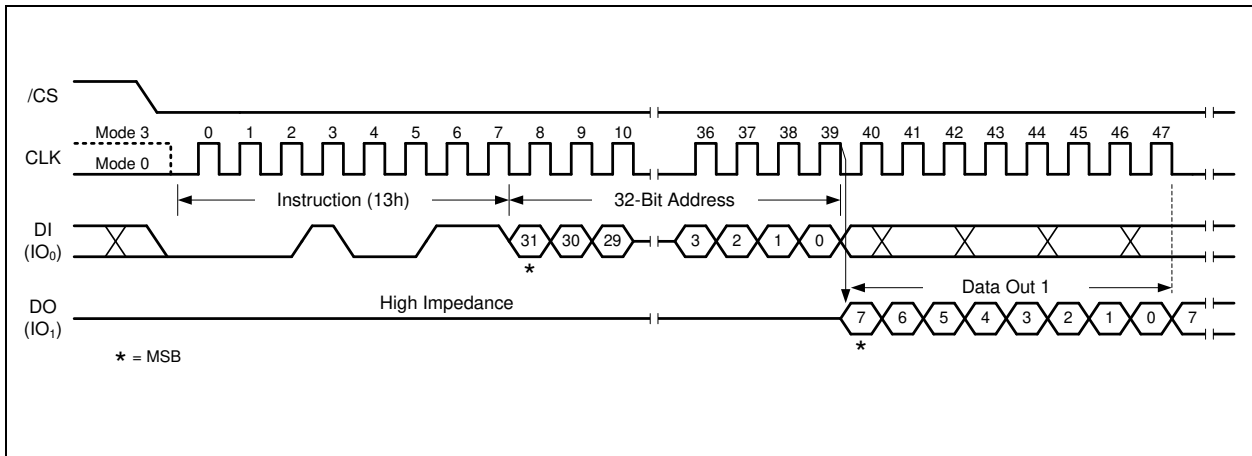 /CS
Mode 3 0 1 2 3 4 5 6 7 8 9 10 36 37 38 39 40 41 42 43 44 45 46 47
CLK
Mode 0
Instruction (13h) 32-Bit Address
DI
(IO₀)
31 30 29 3 2 1 0
*
High Impedance Data Out 1
DO
(IO₁)
7 6 5 4 3 2 1 0 7
*
* = MSB